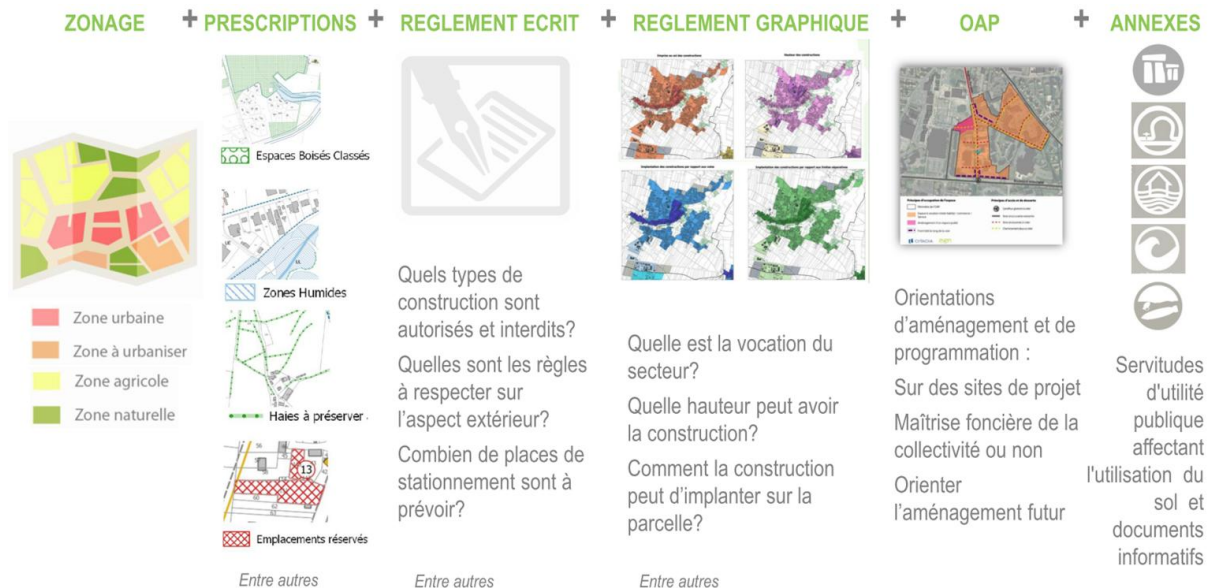 ZONAGE + PRESCRIPTIONS + REGLEMENT ECRIT + REGLEMENT GRAPHIQUE + OAP + ANNEXES
Zone urbaine
Zone à urbaniser
Zone agricole
Zone naturelle
Espaces Boisés Classés
Zones Humides
Haies à préserver
13
Emplacements réservés
Entre autres
Quels types de
construction sont
autorisés et interdits?
Quelles sont les règles
à respecter sur
l'aspect extérieur?
Combien de places de
stationnement sont à
prévoir?
Entre autres
Quelle est la vocation du
secteur?
Quelle hauteur peut avoir
la construction?
Comment la construction
peut d'implanter sur la
parcelle?
Entre autres
Orientations
d'aménagement et de
programmation :
Sur des sites de projet
Maîtrise foncière de la
collectivité ou non
Orienter
l'aménagement futur
Servitudes
d'utilité
publique
affectant
l'utilisation du
sol et
documents
informatifs